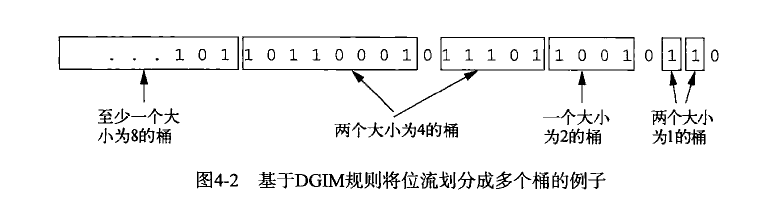 . . . 1 0 1 1 0 1 1 0 0 0 1 0 1 1 1 0 1 1 0 0 1 0 1 1 0
至少一个大
小为8的桶
两个大小为4的桶
一个大小
为2的桶
两个大小
为1的桶
图4-2 基于DGIM规则将位流划分成多个桶的例子